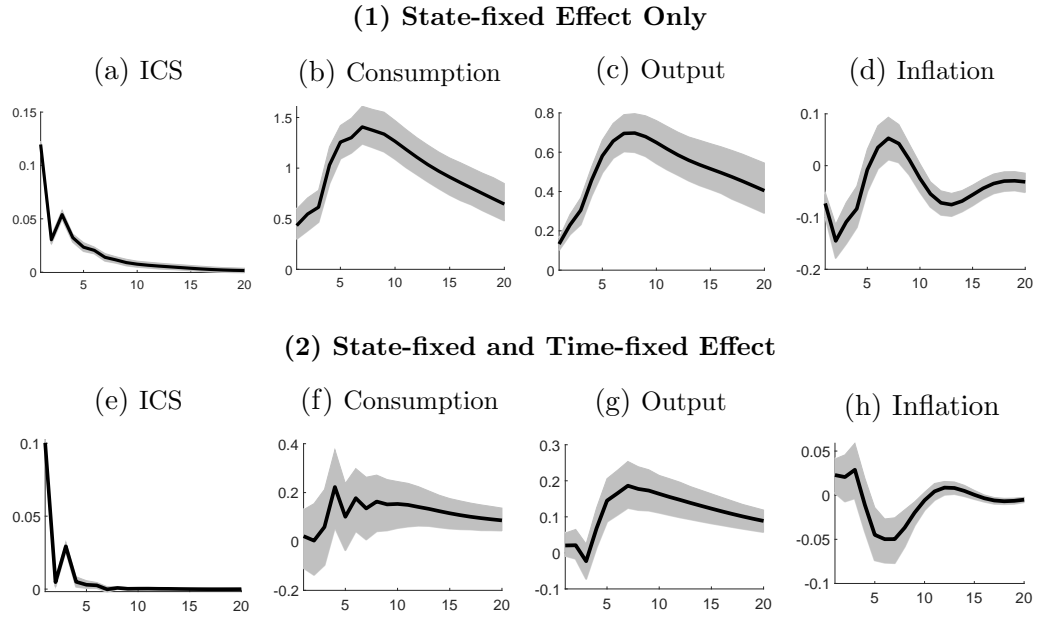 (1) State-fixed Effect Only
(a) ICS (b) Consumption (c) Output (d) Inflation
0.15 1.5 0.8 0.1
0.1 1 0.6 0
0.05 0.5 0.4 -0.1
0 0 0.2 -0.2
0
5 10 15 20 5 10 15 20 5 10 15 20 5 10 15 20
(2) State-fixed and Time-fixed Effect
(e) ICS (f) Consumption (g) Output (h) Inflation
0.1 0.4 0.3 0.05
0.05 0.2 0.2 0
0 0 0.1 -0.05
-0.2 0 -0.1
-0.1
5 10 15 20 5 10 15 20 5 10 15 20 5 10 15 20